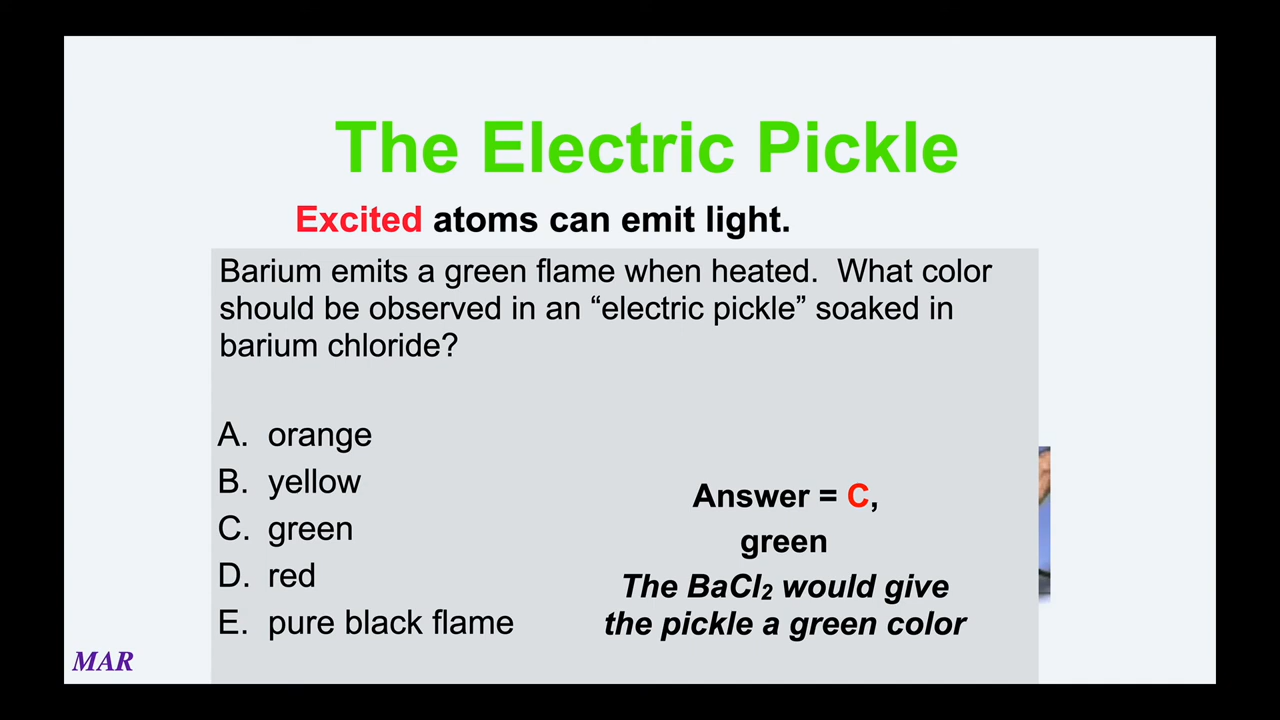 The Electric Pickle
Excited atoms can emit light.
Barium emits a green flame when heated.  What color
should be observed in an “electric pickle” soaked in
barium chloride?
A.  orange
B.  yellow
C.  green
D.  red
E.  pure black flame
Answer = C,
green
The BaCl₂ would give
the pickle a green color
MAR